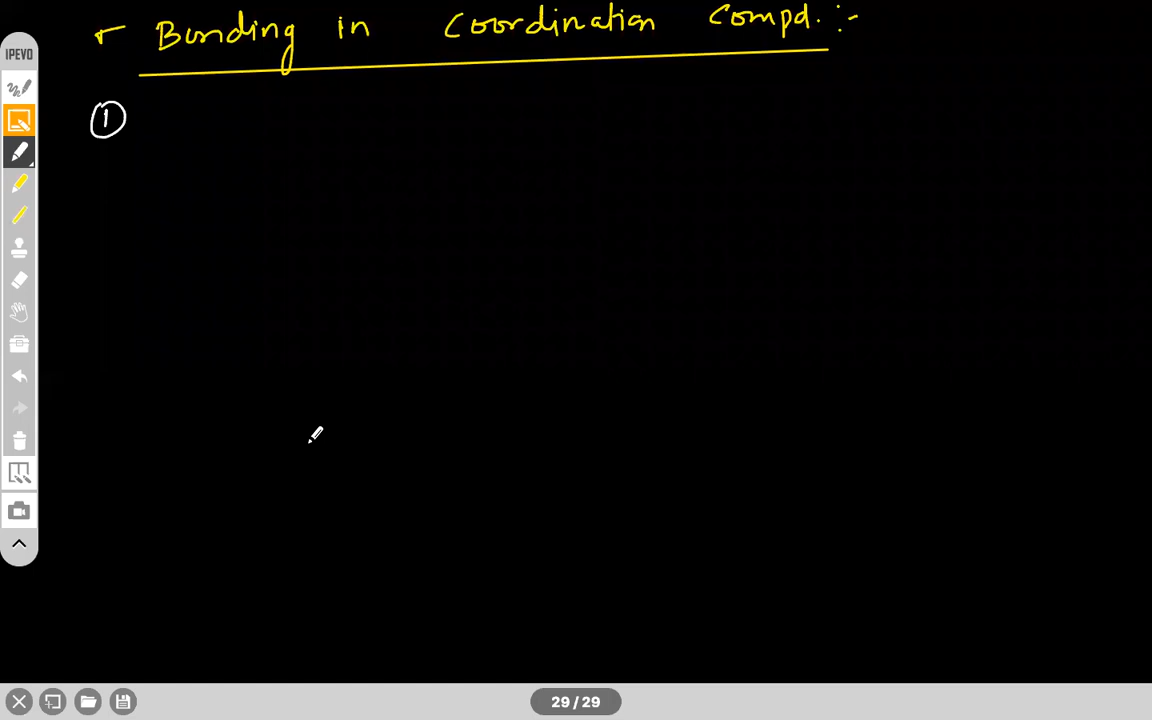 Bonding in Coordination Compd. :-
①
IPEVO
29 / 29